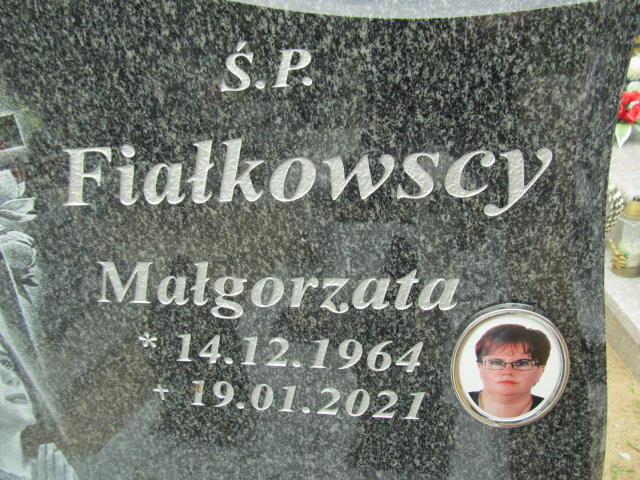 Ś.P.
Fiałkowscy
Małgorzata
* 14.12.1964
+ 19.01.2021